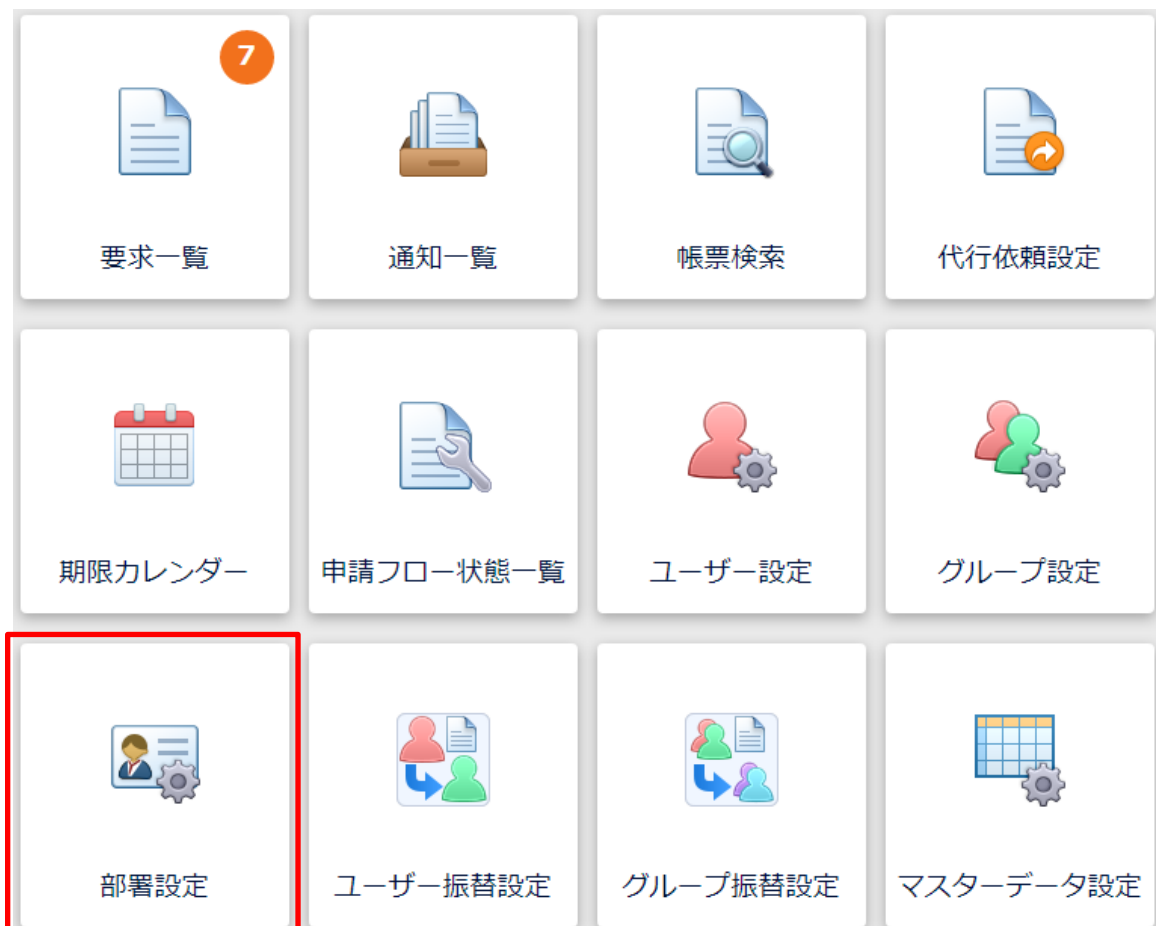 7
要求一覧
通知一覧
帳票検索
代行依頼設定
期限カレンダー
申請フロー状態一覧
ユーザー設定
グループ設定
部署設定
ユーザー振替設定
グループ振替設定
マスターデータ設定